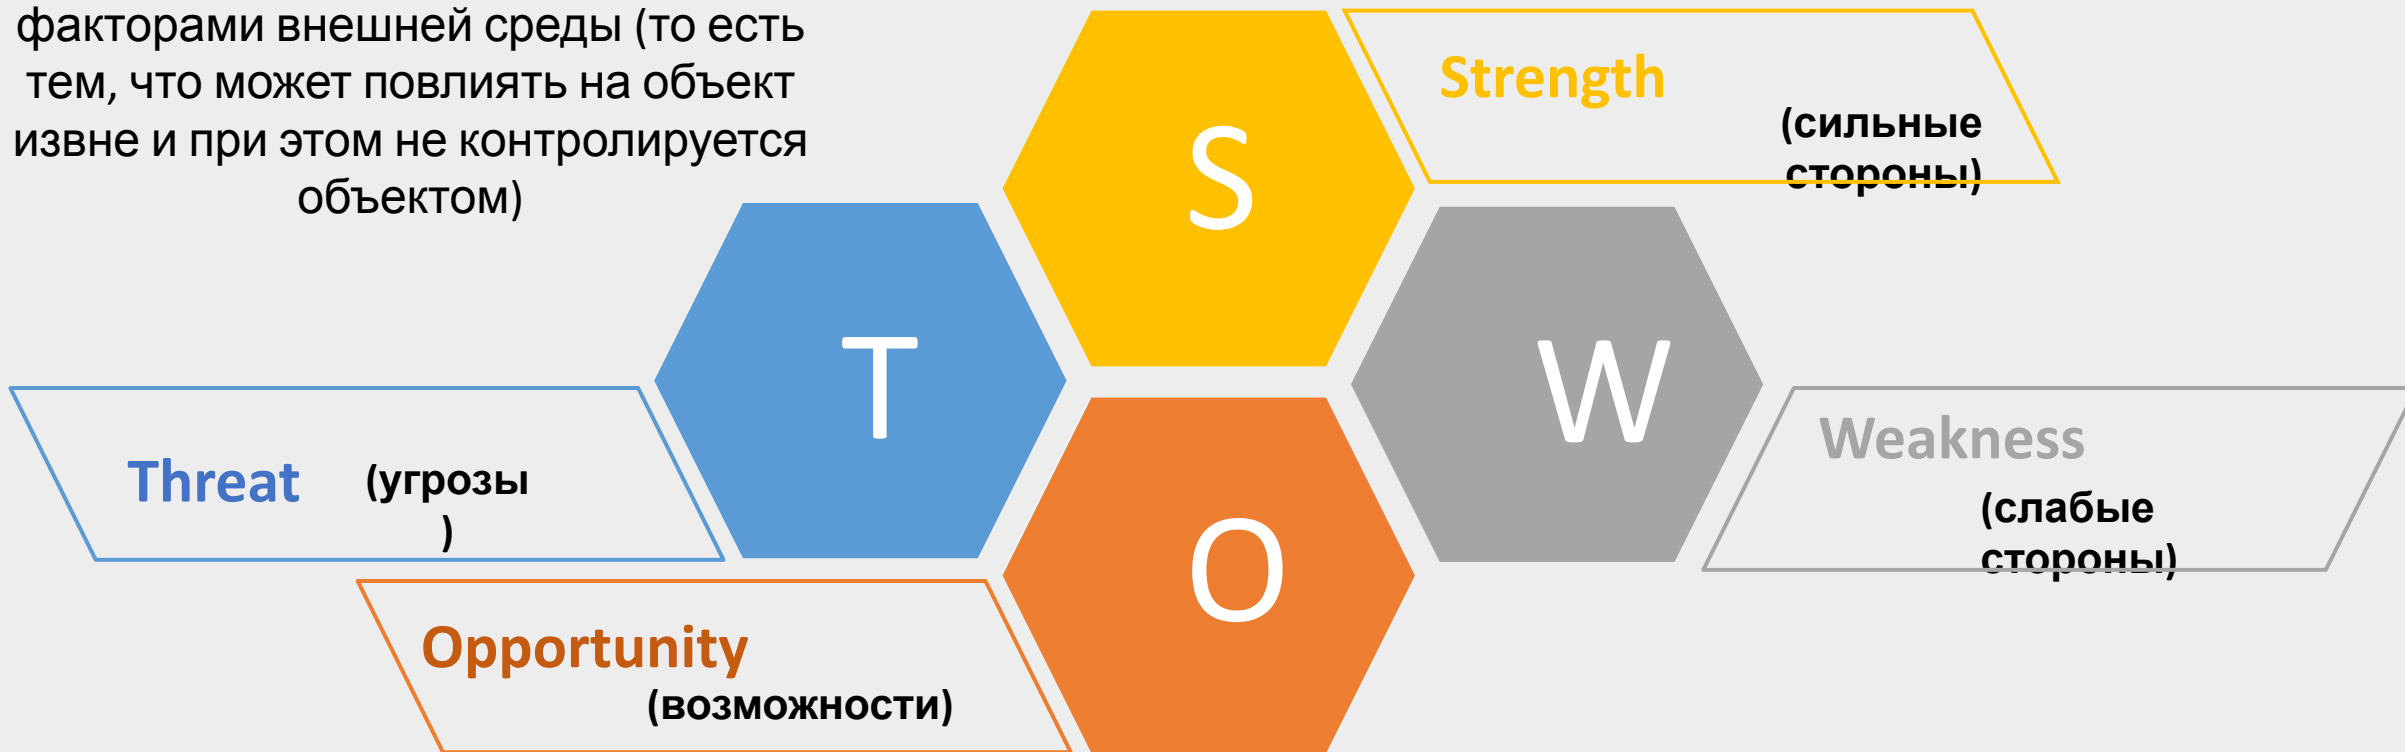 факторами внешней среды (то есть
тем, что может повлиять на объект
извне и при этом не контролируется
объектом)
S
Strength
(сильные
стороны)
T
W
Threat
(угрозы
)
Weakness
(слабые
стороны)
O
Opportunity
(возможности)